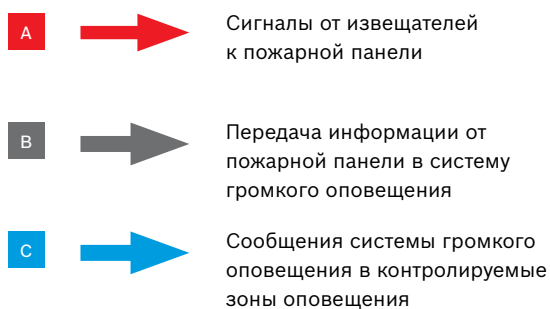 A
Сигналы от извещателей
к пожарной панели
B
Передача информации от
пожарной панели в систему
громкого оповещения
C
Сообщения системы громкого
оповещения в контролируемые
зоны оповещения